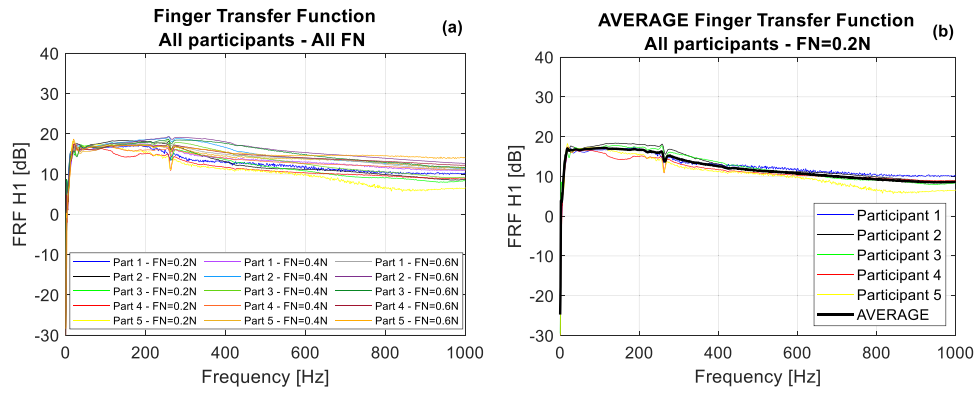 Finger Transfer Function
All participants - All FN
(a)
FRF H1 [dB]
40
30
20
10
0
-10
-20
-30
Part 1 - FN=0.2N Part 1 - FN=0.4N Part 1 - FN=0.6N
Part 2 - FN=0.2N Part 2 - FN=0.4N Part 2 - FN=0.6N
Part 3 - FN=0.2N Part 3 - FN=0.4N Part 3 - FN=0.6N
Part 4 - FN=0.2N Part 4 - FN=0.4N Part 4 - FN=0.6N
Part 5 - FN=0.2N Part 5 - FN=0.4N Part 5 - FN=0.6N
0 200 400 600 800 1000
Frequency [Hz]
AVERAGE Finger Transfer Function
All participants - FN=0.2N
(b)
FRF H1 [dB]
40
30
20
10
0
-10
-20
-30
Participant 1
Participant 2
Participant 3
Participant 4
Participant 5
AVERAGE
0 200 400 600 800 1000
Frequency [Hz]